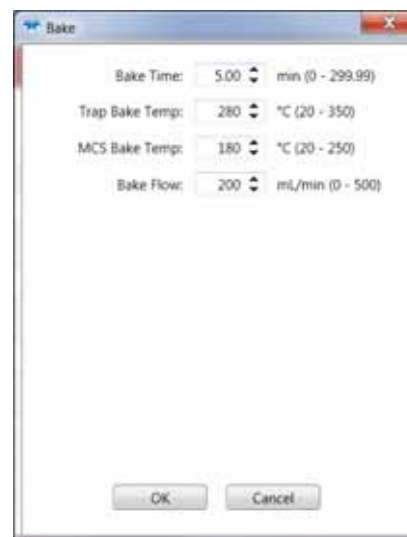 Bake
Bake Time: 5.00 min (0 - 299.99)
Trap Bake Temp: 280 °C (20 - 350)
MCS Bake Temp: 180 °C (20 - 250)
Bake Flow: 200 mL/min (0 - 500)
OK Cancel